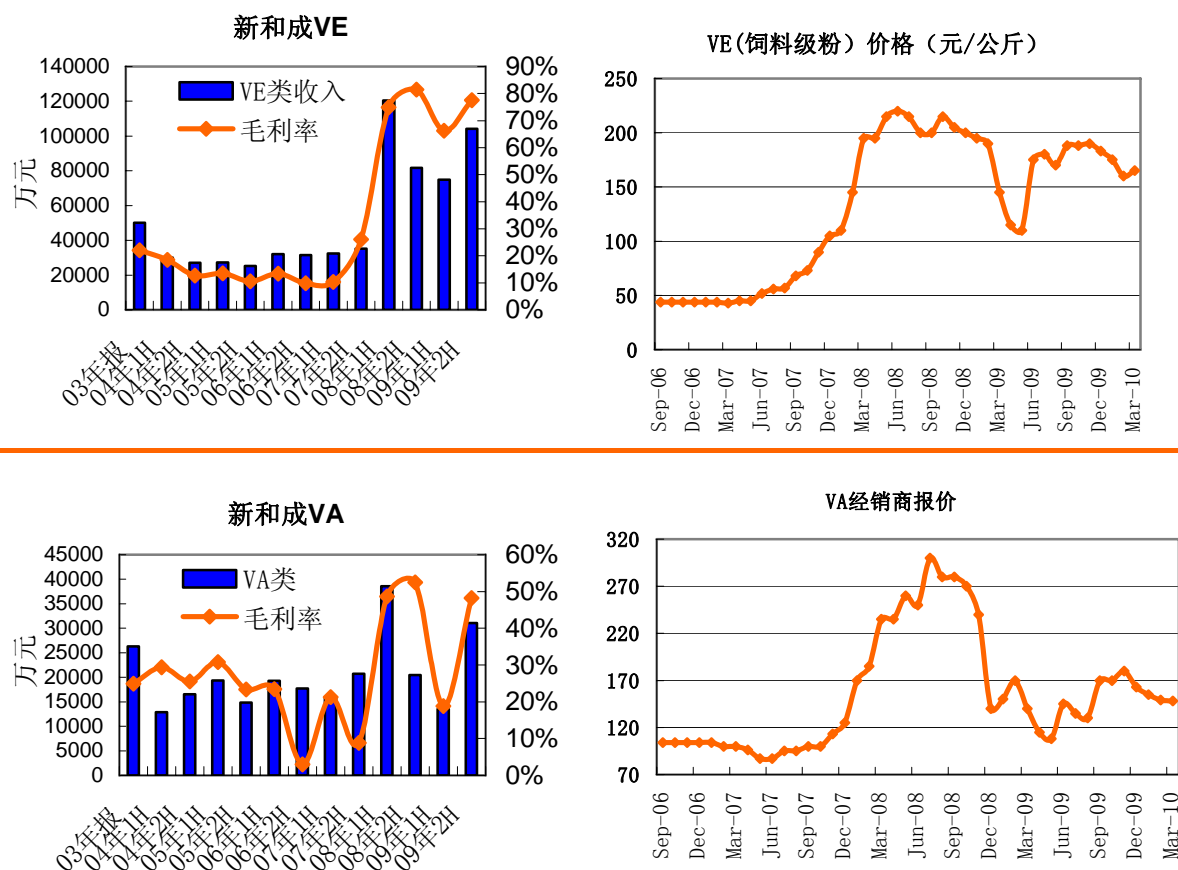 新和成VE
140000
120000
100000
80000
60000
40000
20000
0
万元
VE类收入
毛利率
90%
80%
70%
60%
50%
40%
30%
20%
10%
0%
03年报
04年1H
04年2H
05年1H
05年2H
06年1H
06年2H
07年1H
07年2H
08年1H
08年2H
09年1H
09年2H
VE(饲料级粉）价格（元/公斤）
250
200
150
100
50
0
Sep-06
Dec-06
Mar-07
Jun-07
Sep-07
Dec-07
Mar-08
Jun-08
Sep-08
Dec-08
Mar-09
Jun-09
Sep-09
Dec-09
Mar-10
新和成VA
45000
40000
35000
30000
25000
20000
15000
10000
5000
0
万元
VA类
毛利率
60%
50%
40%
30%
20%
10%
0%
03年报
04年1H
04年2H
05年1H
05年2H
06年1H
06年2H
07年1H
07年2H
08年1H
08年2H
09年1H
09年2H
VA经销商报价
320
270
220
170
120
70
Sep-06
Dec-06
Mar-07
Jun-07
Sep-07
Dec-07
Mar-08
Jun-08
Sep-08
Dec-08
Mar-09
Jun-09
Sep-09
Dec-09
Mar-10